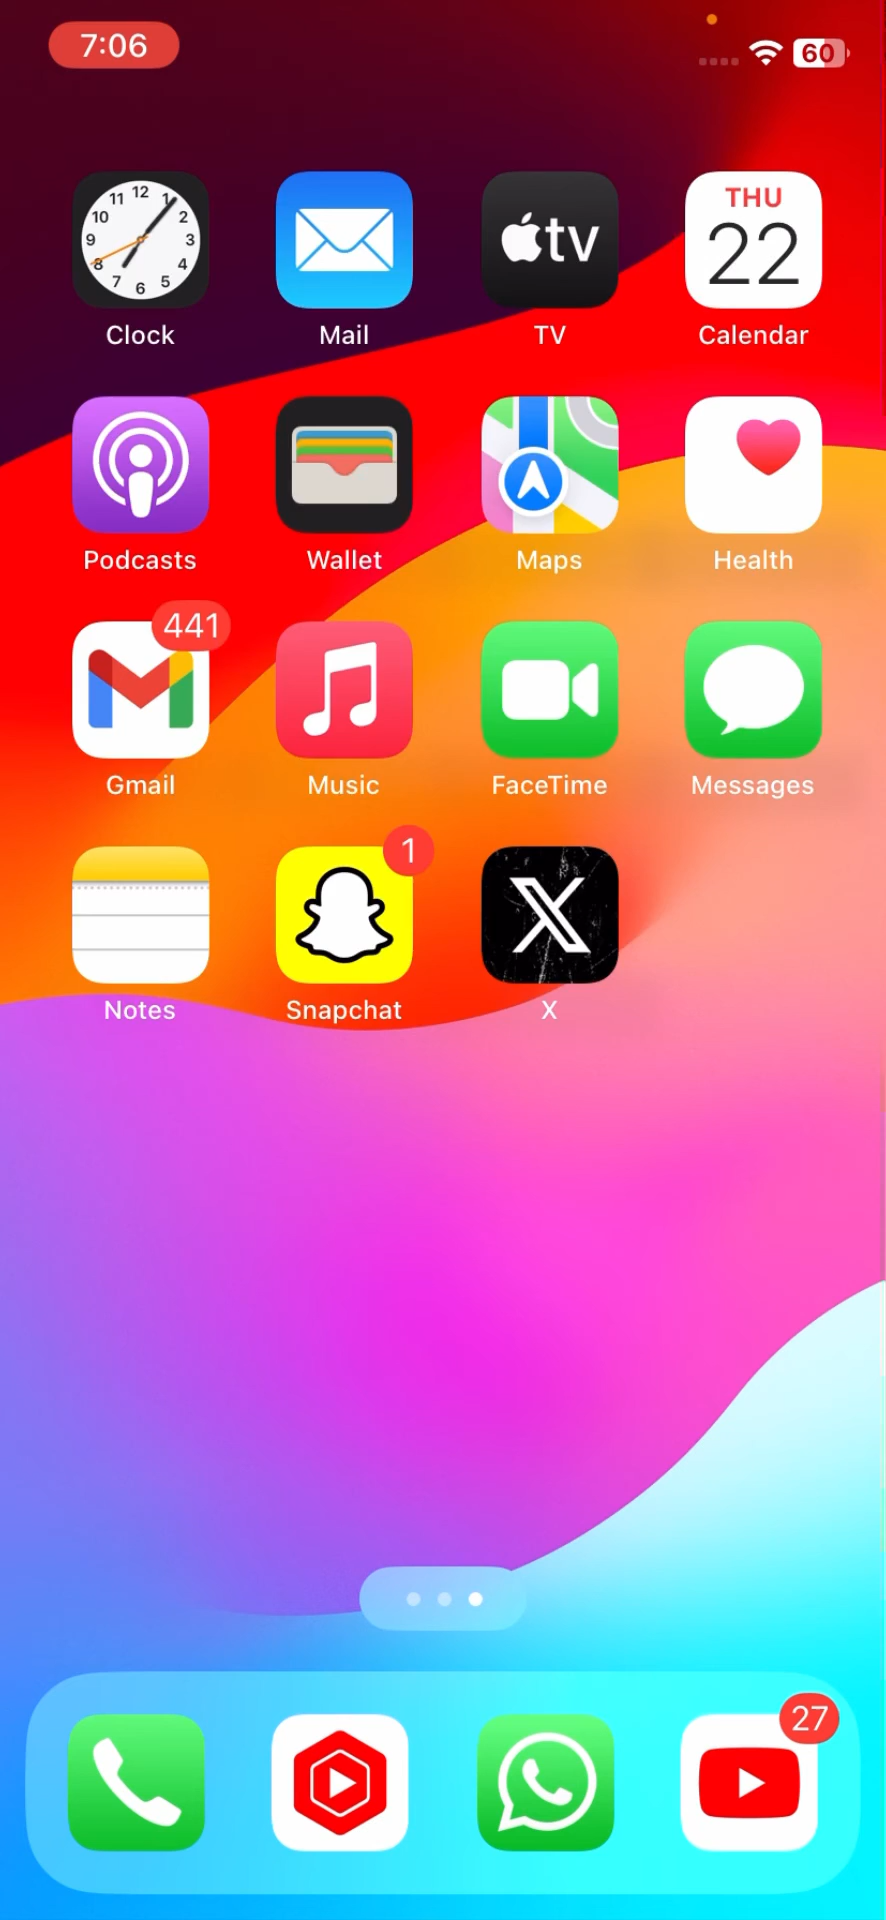 7:06
60
12
11 1
10 2
9 3
8 4
7 5
6
tv
THU
22
Clock Mail TV Calendar
Podcasts Wallet Maps Health
441
Gmail Music FaceTime Messages
1
X
Notes Snapchat X
27